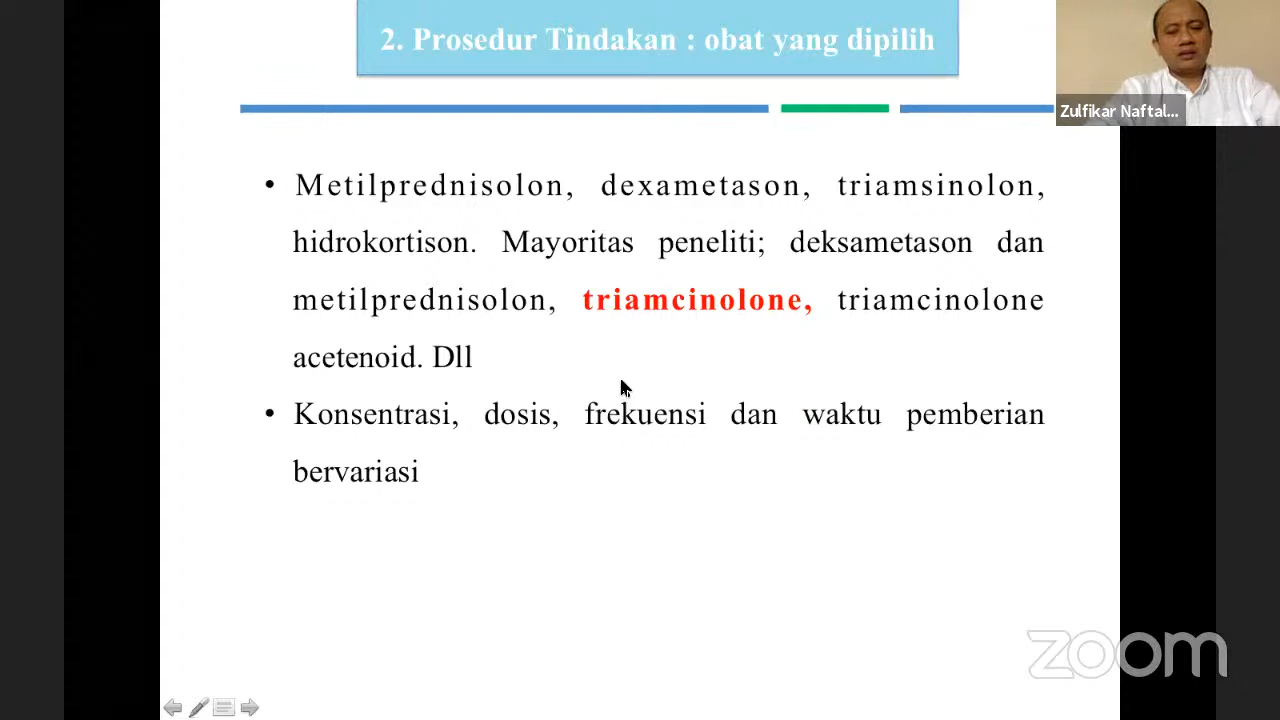 2. Prosedur Tindakan : obat yang dipilih
Zulfikar Naftal...
• Metilprednisolon, dexametason, triamsinolon,
hidrokortison. Mayoritas peneliti; deksametason dan
metilprednisolon, triamcinolone, triamcinolone
acetenoid. Dll
• Konsentrasi, dosis, frekuensi dan waktu pemberian
bervariasi
zoom